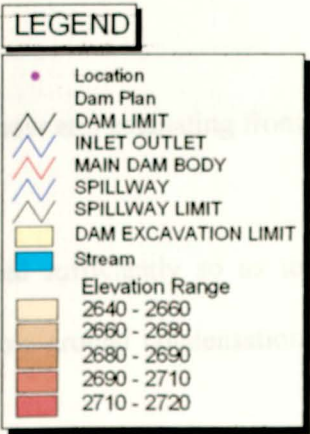 LEGEND
Location
Dam Plan
DAM LIMIT
INLET OUTLET
MAIN DAM BODY
SPILLWAY
SPILLWAY LIMIT
DAM EXCAVATION LIMIT
Stream
Elevation Range
2640 - 2660
2660 - 2680
2680 - 2690
2690 - 2710
2710 - 2720